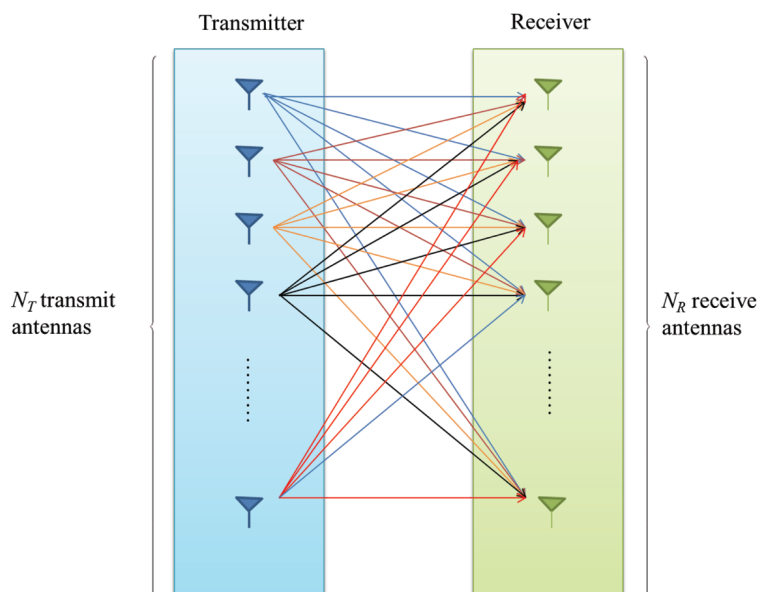 Transmitter
Receiver
N_T transmit
antennas
N_R receive
antennas